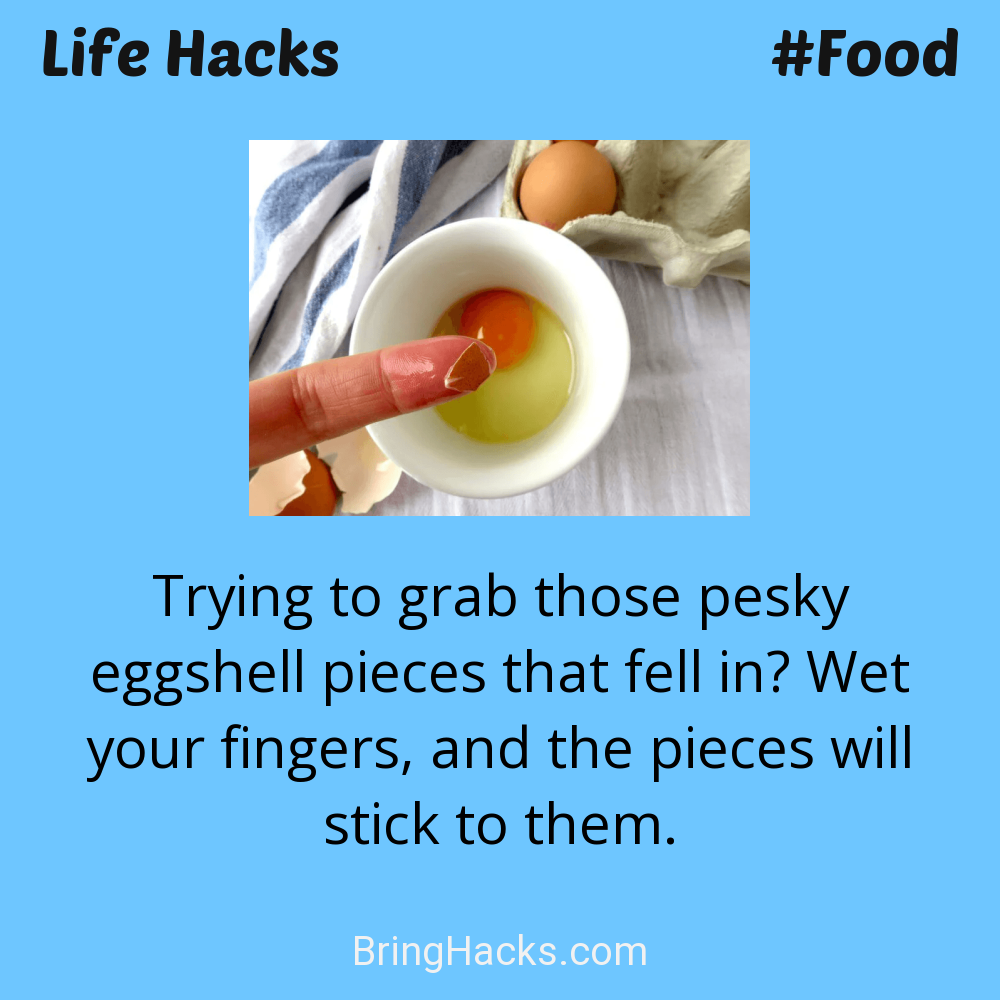 Life Hacks
#Food
Trying to grab those pesky
eggshell pieces that fell in? Wet
your fingers, and the pieces will
stick to them.
BringHacks.com